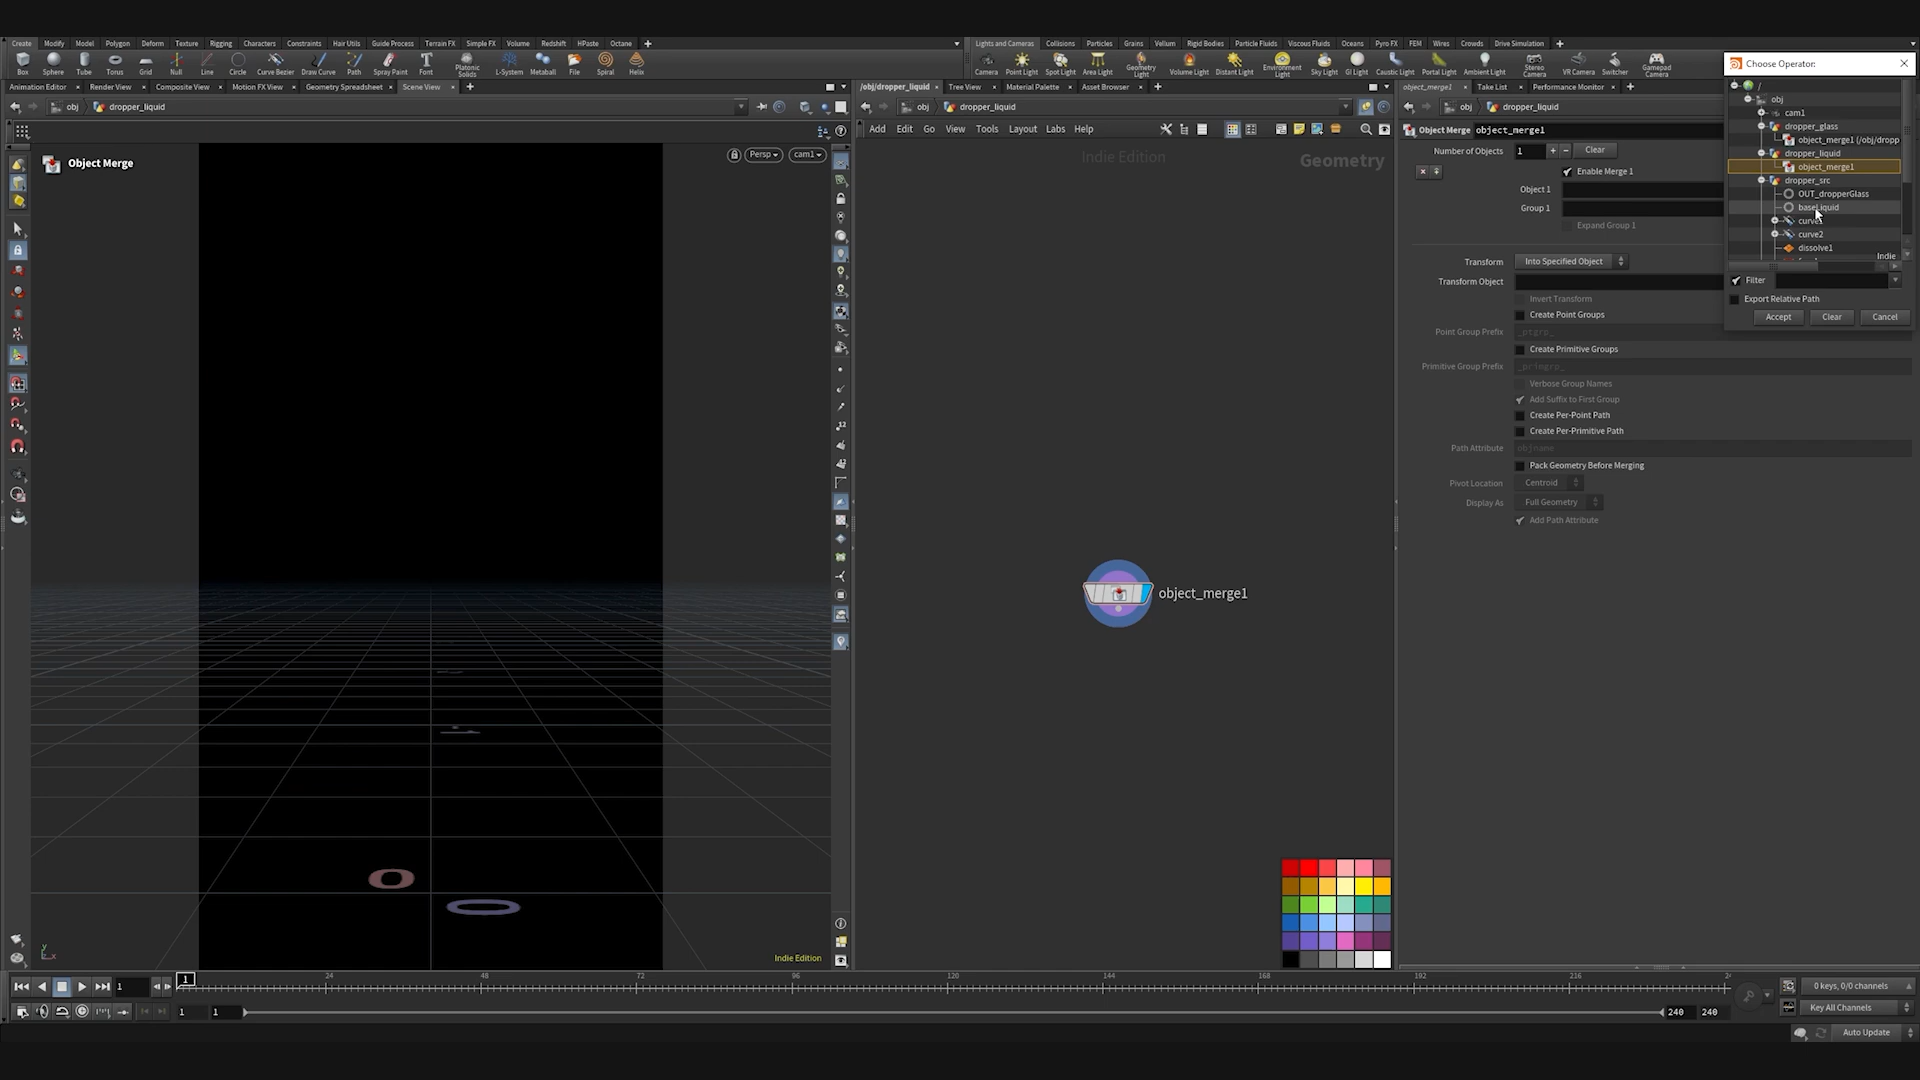 Create Modify Model Polygon Deform Texture Rigging Characters Constraints Hair Utils Guide Process Terrain FX Simple FX Volume Redshift HPaste Octane
Lights and Cameras Collisions Particles Grains Vellum Rigid Bodies Particle Fluids Viscous Fluids Oceans Pyro FX FEM Wires Crowds Drive Simulation
Box Sphere Tube Torus Grid Null Line Circle Curve Bezier Draw Curve Path Spray Paint Font Platonic Solids L-System Metaball File Spiral Helix
Camera Point Light Spot Light Area Light Geometry Light Volume Light Distant Light Environment Light Sky Light GI Light Caustic Light Portal Light Ambient Light Stereo Camera VR Camera Switcher Gamepad Camera
Animation Editor Render View Composite View Motion FX View Geometry Spreadsheet Scene View
/obj/dropper_liquid Tree View Material Palette Asset Browser
object_merge1 Take List Performance Monitor
obj dropper_liquid
obj dropper_liquid
obj dropper_liquid
Add Edit Go View Tools Layout Labs Help
Object Merge
Persp cam1
Indie Edition
Geometry
object_merge1
Indie Edition
Object Merge object_merge1
Number of Objects 1 Clear
Enable Merge 1
Object 1
Group 1
Expand Group 1
Transform Into Specified Object
Transform Object
Invert Transform
Create Point Groups
Point Group Prefix _ptgrp_
Create Primitive Groups
Primitive Group Prefix _primgrp_
Verbose Group Names
Add Suffix to First Group
Create Per-Point Path
Create Per-Primitive Path
Path Attribute objname
Pack Geometry Before Merging
Pivot Location Centroid
Display As Full Geometry
Add Path Attribute
Choose Operator:
/
obj
cam1
dropper_glass
object_merge1 (/obj/dropp
dropper_liquid
object_merge1
dropper_src
OUT_dropperGlass
curve2
dissolve1
Indie
Filter
Export Relative Path
Accept Clear Cancel
1 1 24 48 72 96 120 144 168 192 216
0 keys, 0/0 channels
1 1 240 240
Key All Channels
Auto Update